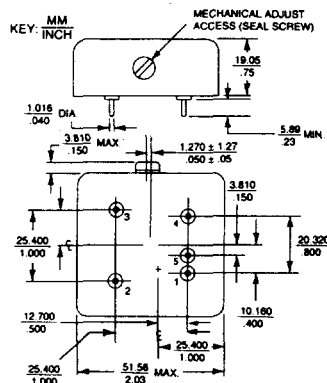 MECHANICAL ADJUST
ACCESS (SEAL SCREW)
KEY: MM
INCH
19.05
.75
1.016 DIA.
.040
3.810 MAX.
.150
5.89 MIN.
.23
1.270 ± 1.27
.050 ± .05
3.810
.150
3
4
25.400
1.000
℄
5
20.320
.800
2
1
12.700
.500
10.160
.400
℄
25.400
1.000
25.400
1.000
51.56 MAX.
2.03